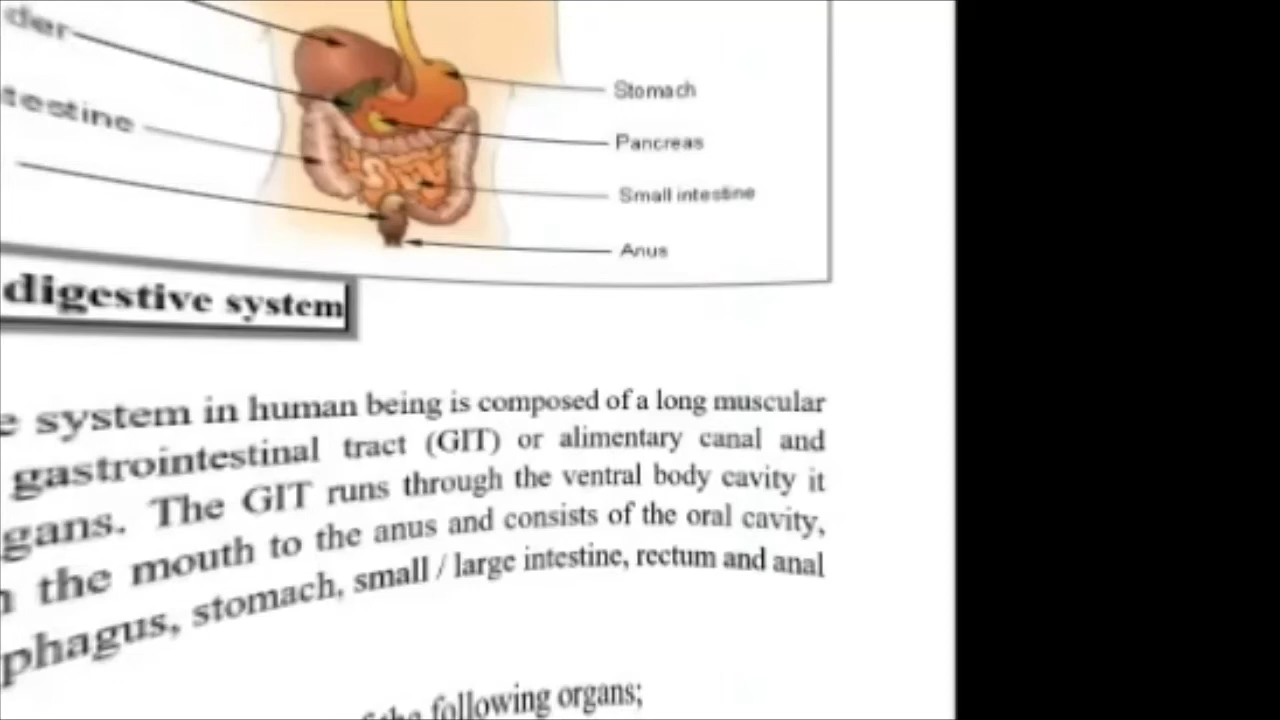 der
Stomach
testine
Pancreas
Small intestine
Anus
digestive system
e system in human being is composed of a long muscular
gastrointestinal tract (GIT) or alimentary canal and
gans. The GIT runs through the ventral body cavity it
the mouth to the anus and consists of the oral cavity,
phagus, stomach, small / large intestine, rectum and anal
the following organs;